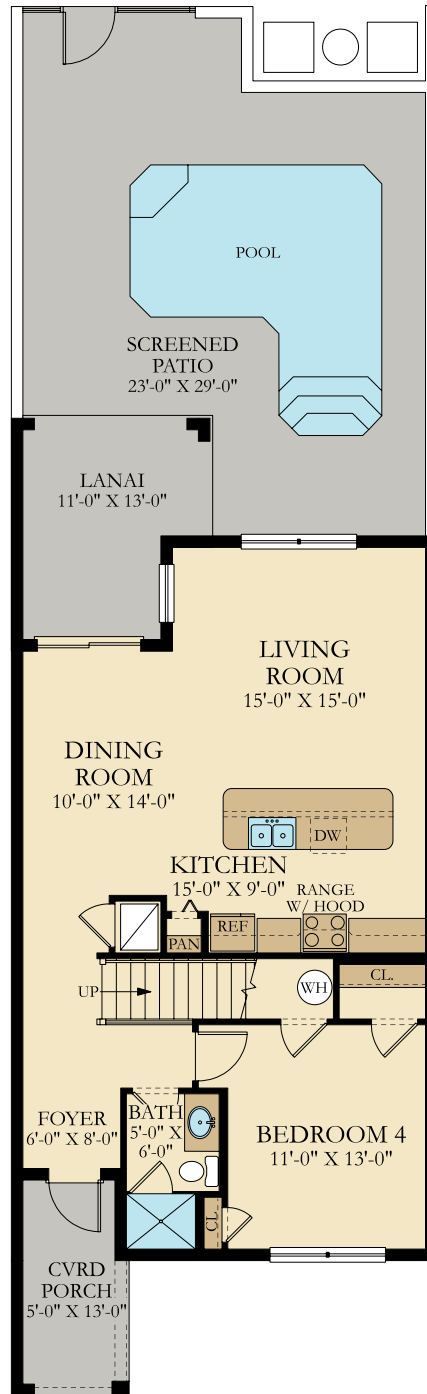 POOL
SCREENED
PATIO
23'-0" X 29'-0"
LANAI
11'-0" X 13'-0"
LIVING
ROOM
15'-0" X 15'-0"
DINING
ROOM
10'-0" X 14'-0"
DW
KITCHEN
15'-0" X 9'-0"
RANGE
W/ HOOD
REF
PAN
UP
WH
CL.
FOYER
6'-0" X 8'-0"
BATH
5'-0" X
6'-0"
BEDROOM 4
11'-0" X 13'-0"
CL
CVRD
PORCH
5'-0" X 13'-0"